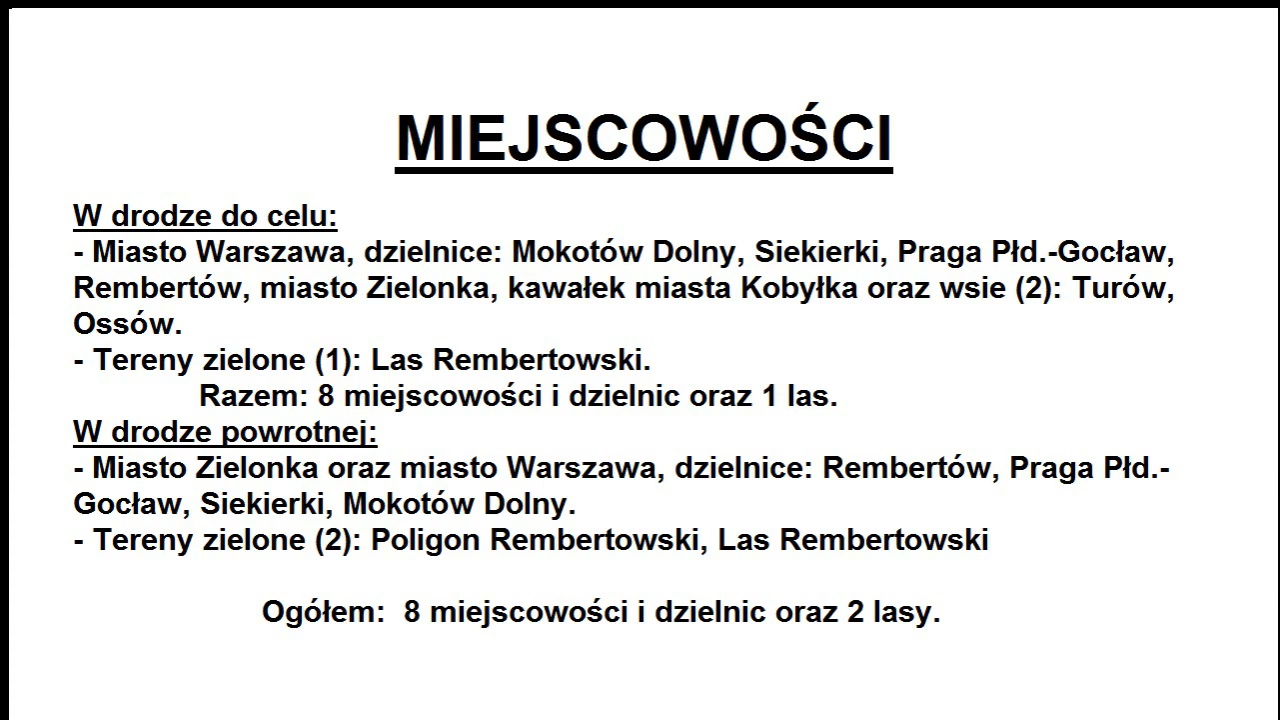 MIEJSCOWOŚCI
W drodze do celu:
- Miasto Warszawa, dzielnice: Mokotów Dolny, Siekierki, Praga Płd.-Gocław,
Rembertów, miasto Zielonka, kawałek miasta Kobyłka oraz wsie (2): Turów,
Ossów.
- Tereny zielone (1): Las Rembertowski.
Razem: 8 miejscowości i dzielnic oraz 1 las.
W drodze powrotnej:
- Miasto Zielonka oraz miasto Warszawa, dzielnice: Rembertów, Praga Płd.-
Gocław, Siekierki, Mokotów Dolny.
- Tereny zielone (2): Poligon Rembertowski, Las Rembertowski
Ogółem:  8 miejscowości i dzielnic oraz 2 lasy.